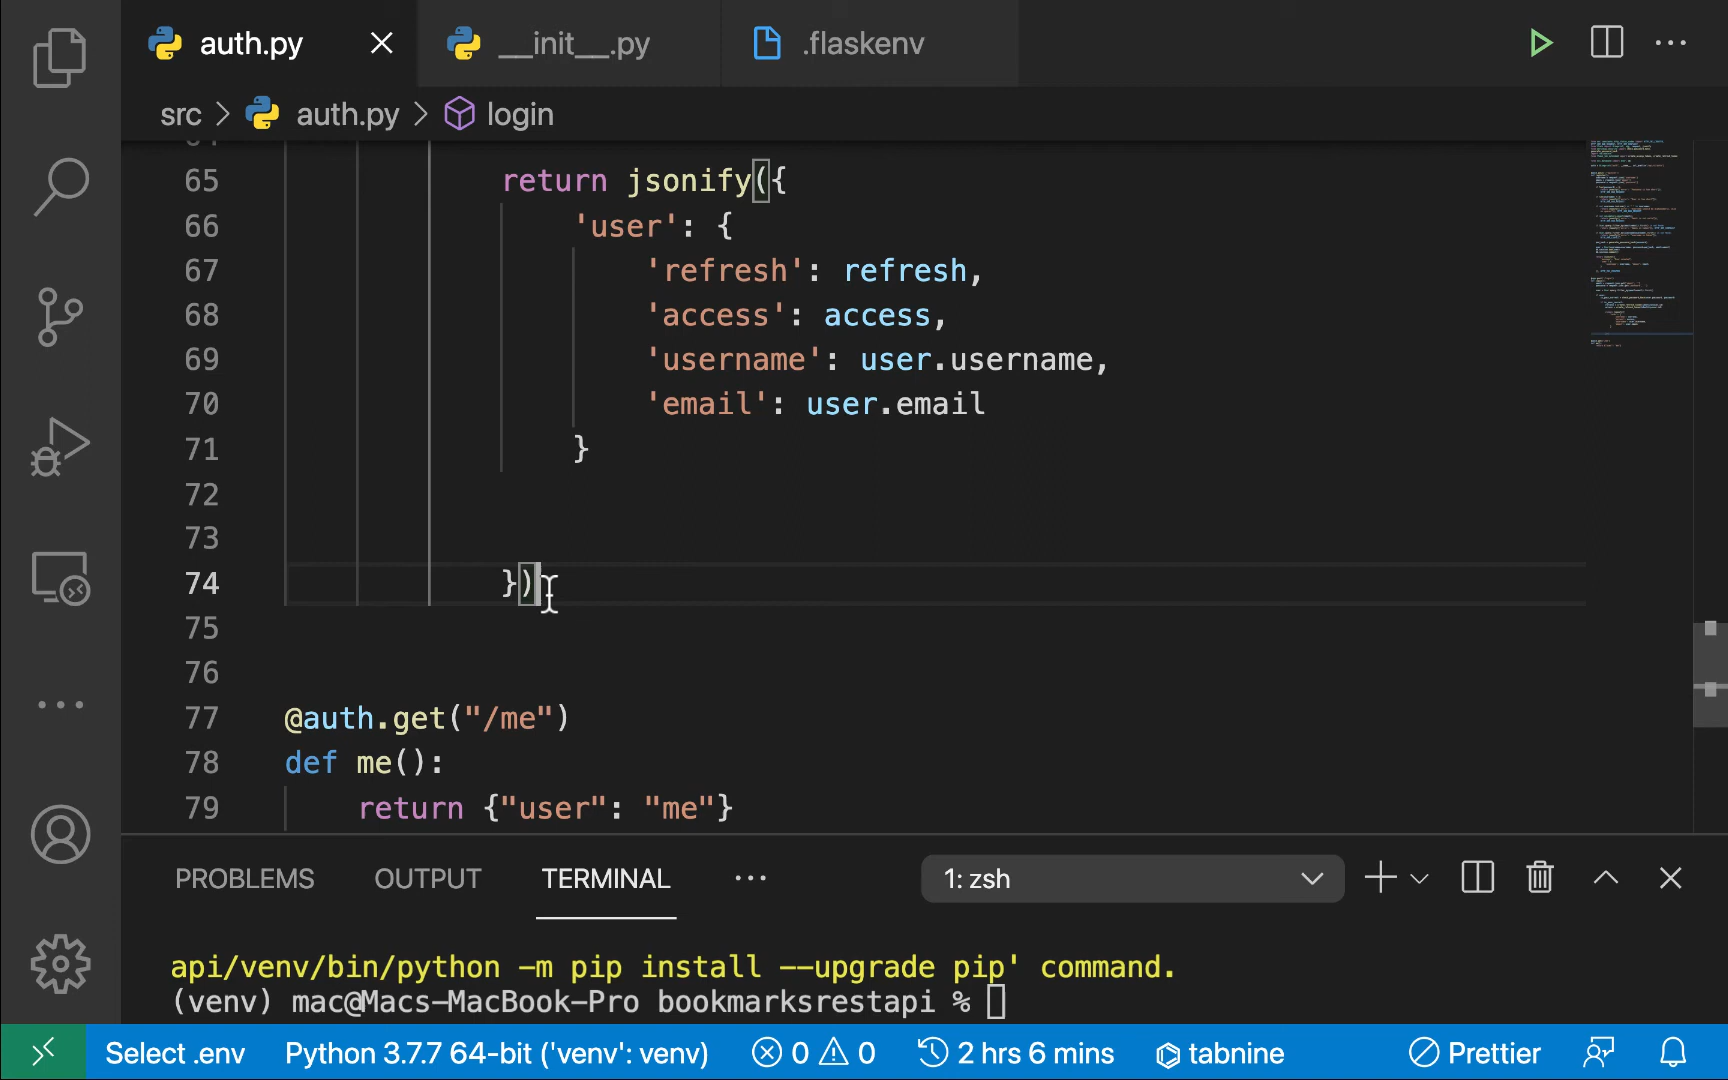 auth.py
__init__.py
.flaskenv
src > auth.py > login
65 return jsonify({
66 'user': {
67 'refresh': refresh,
68 'access': access,
69 'username': user.username,
70 'email': user.email
71 }
72
73
74 })
75
76
77 @auth.get("/me")
78 def me():
79 return {"user": "me"}
PROBLEMS OUTPUT TERMINAL ··· 1: zsh
api/venv/bin/python -m pip install --upgrade pip' command.
(venv) mac@Macs-MacBook-Pro bookmarksrestapi %
Select .env Python 3.7.7 64-bit ('venv': venv) 0 0 2 hrs 6 mins tabnine Prettier